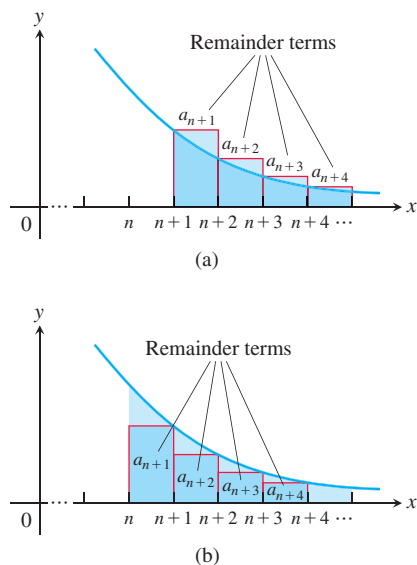 y
Remainder terms
a_{n+1}
a_{n+2}
a_{n+3}
a_{n+4}
0 ... n n+1 n+2 n+3 n+4 ... x
(a)
y
Remainder terms
a_{n+1}
a_{n+2}
a_{n+3}
a_{n+4}
0 ... n n+1 n+2 n+3 n+4 ... x
(b)